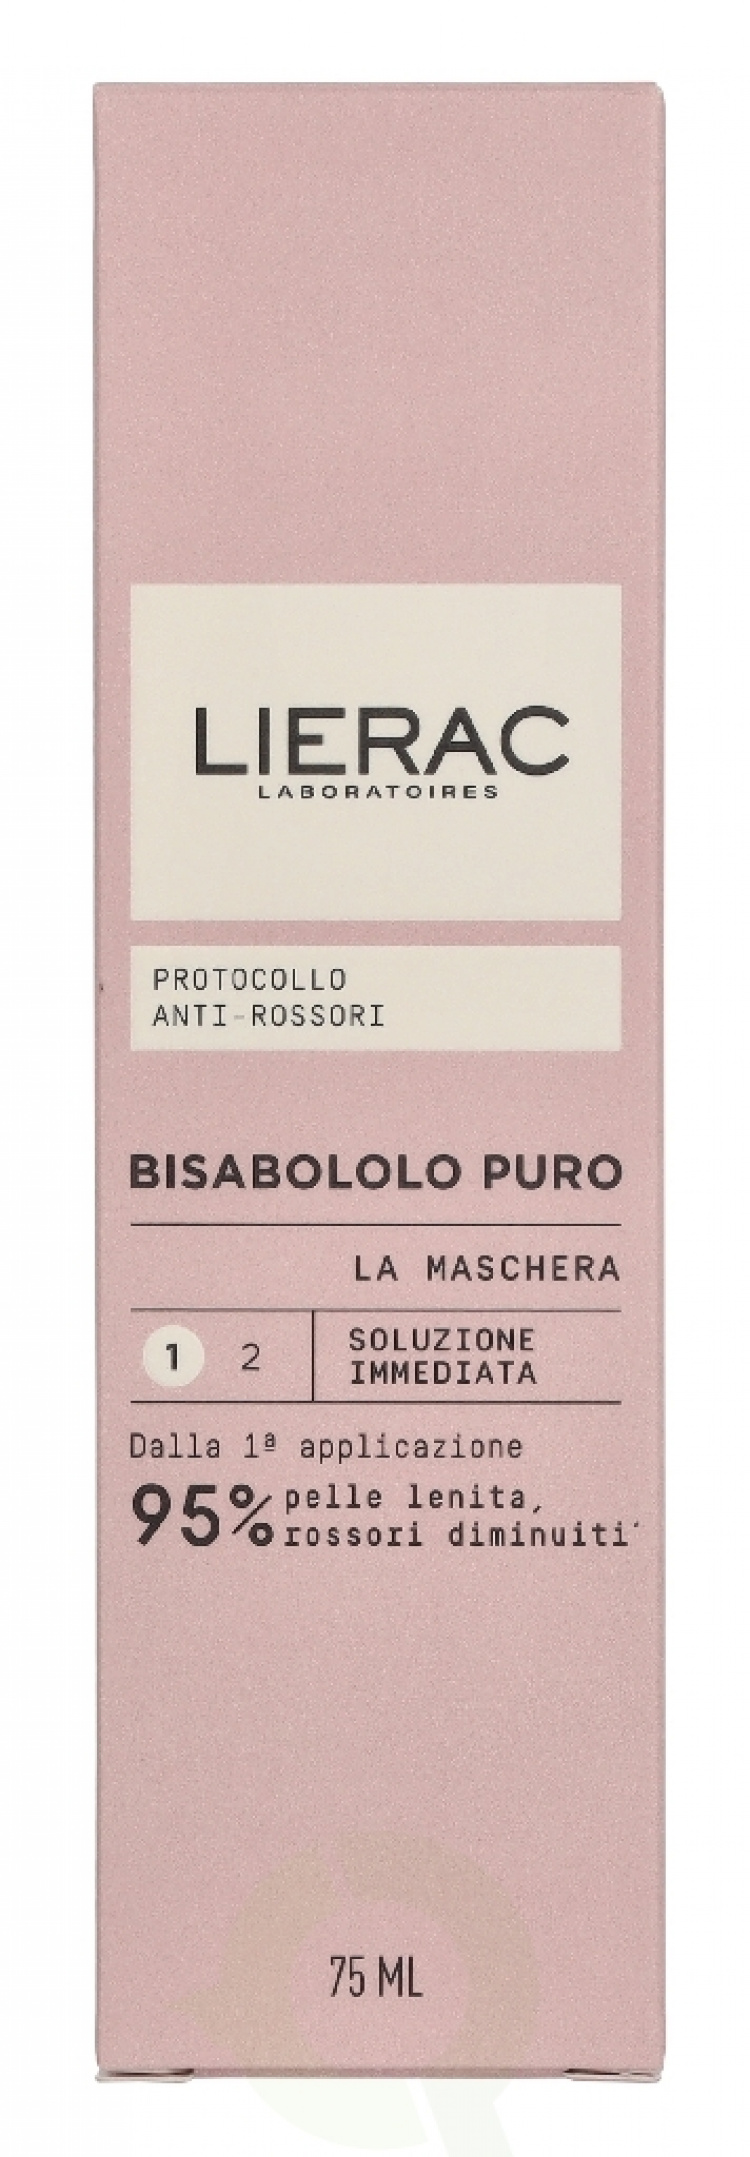 LIERAC
LABORATOIRES
PROTOCOLLO
ANTI-ROSSORI
BISABOLOLO PURO
LA MASCHERA
1 2
SOLUZIONE
IMMEDIATA
Dalla 1ª applicazione
95% pelle lenita,
rossori diminuiti
75 ML